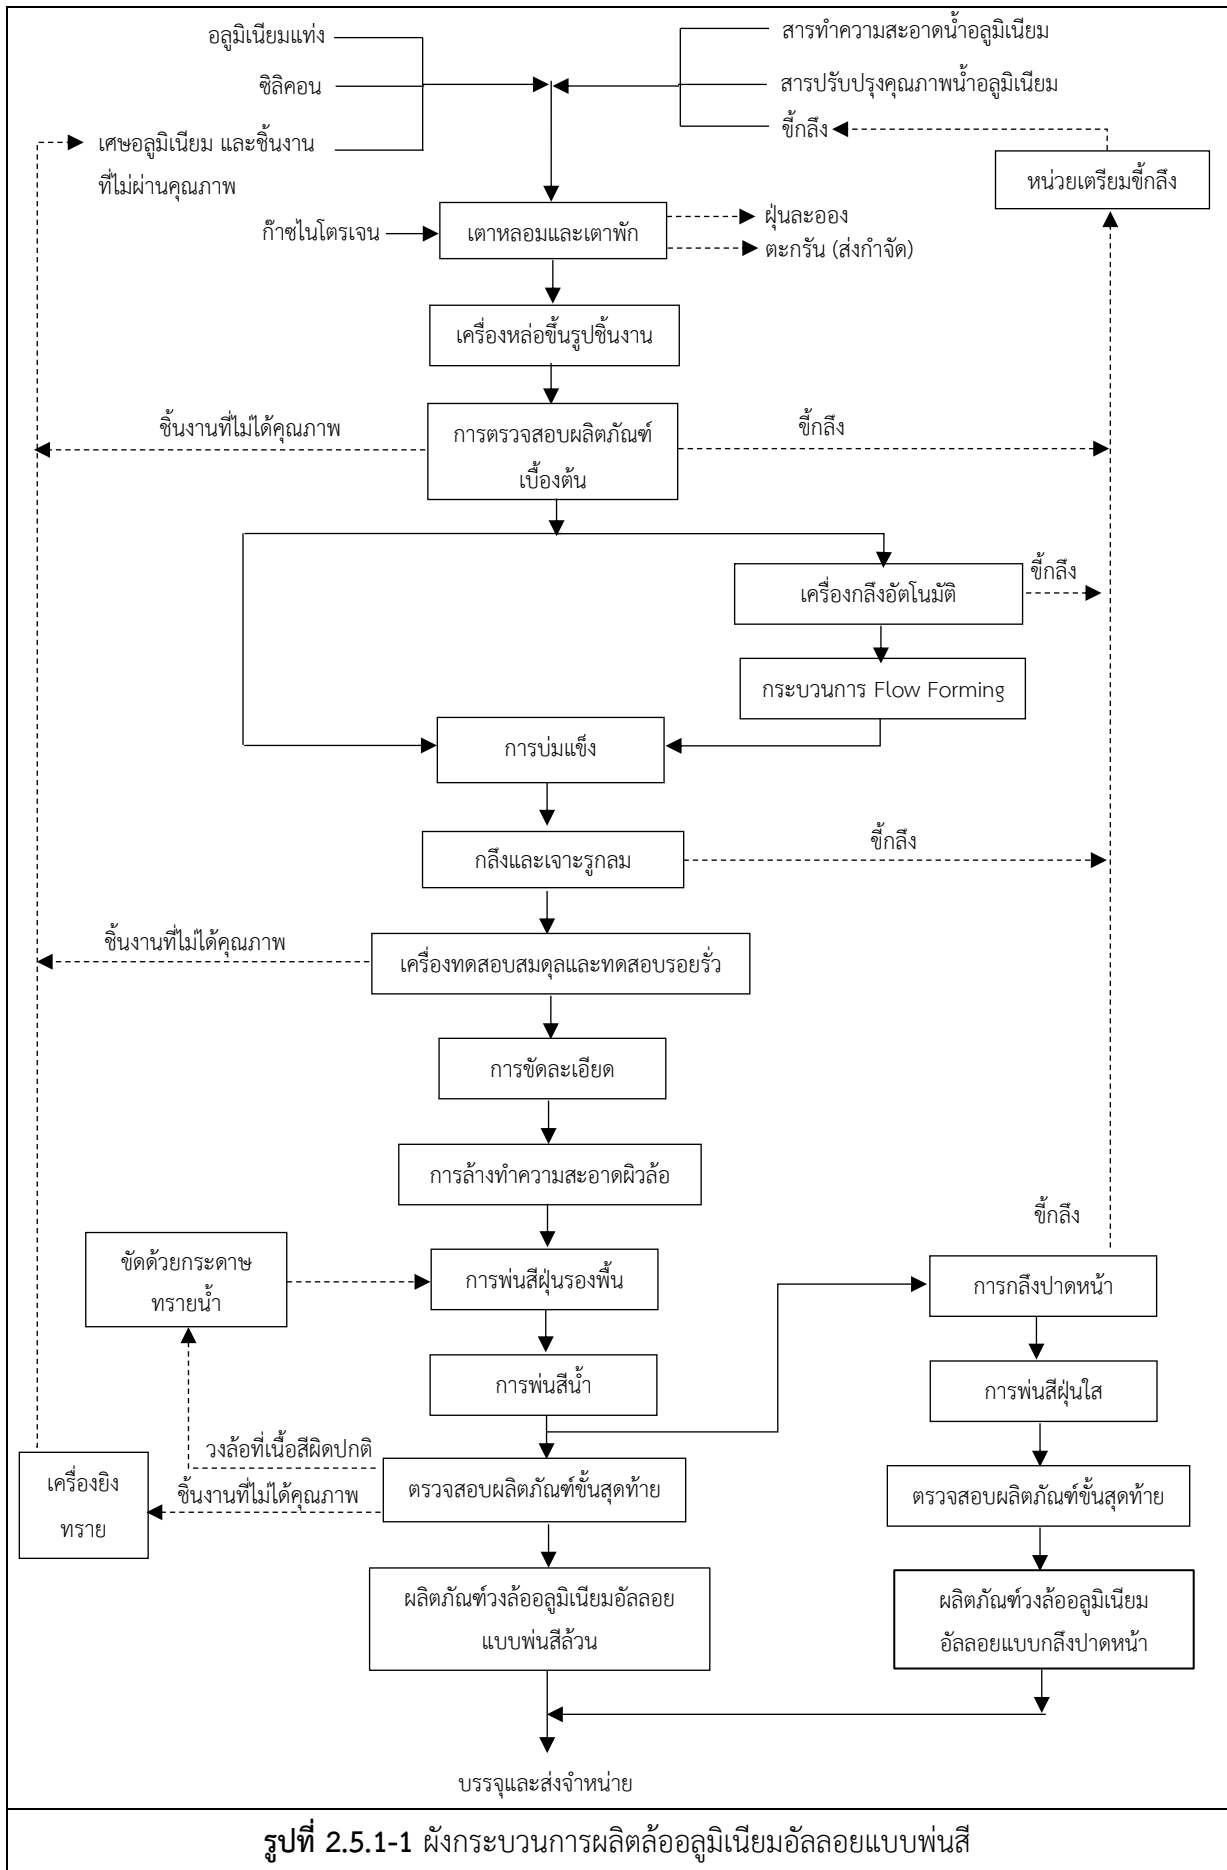 อลูมิเนียมแท่ง
สารทำความสะอาดน้ำอลูมิเนียม
ซิลิคอน
สารปรับปรุงคุณภาพน้ำอลูมิเนียม
ขี้กลึง
เศษอลูมิเนียม และชิ้นงาน
ที่ไม่ผ่านคุณภาพ
หน่วยเตรียมขี้กลึง
ก๊าซไนโตรเจน
เตาหลอมและเตาพัก
ฝุ่นละออง
ตะกรัน (ส่งกำจัด)
เครื่องหล่อขึ้นรูปชิ้นงาน
ชิ้นงานที่ไม่ได้คุณภาพ
การตรวจสอบผลิตภัณฑ์
เบื้องต้น
ขี้กลึง
เครื่องกลึงอัตโนมัติ
ขี้กลึง
กระบวนการ Flow Forming
การบ่มแข็ง
กลึงและเจาะรูกลม
ขี้กลึง
ชิ้นงานที่ไม่ได้คุณภาพ
เครื่องทดสอบสมดุลและทดสอบรอยรั่ว
การขัดละเอียด
การล้างทำความสะอาดผิวล้อ
ขี้กลึง
ขัดด้วยกระดาษ
ทรายน้ำ
การพ่นสีฝุ่นรองพื้น
การกลึงปาดหน้า
การพ่นสีน้ำ
การพ่นสีฝุ่นใส
วงล้อที่เนื้อสีผิดปกติ
เครื่องยิง
ทราย
ชิ้นงานที่ไม่ได้คุณภาพ
ตรวจสอบผลิตภัณฑ์ขั้นสุดท้าย
ตรวจสอบผลิตภัณฑ์ขั้นสุดท้าย
ผลิตภัณฑ์วงล้ออลูมิเนียมอัลลอย
แบบพ่นสีล้วน
ผลิตภัณฑ์วงล้ออลูมิเนียม
อัลลอยแบบกลึงปาดหน้า
บรรจุและส่งจำหน่าย
รูปที่ 2.5.1-1 ผังกระบวนการผลิตล้ออลูมิเนียมอัลลอยแบบพ่นสี